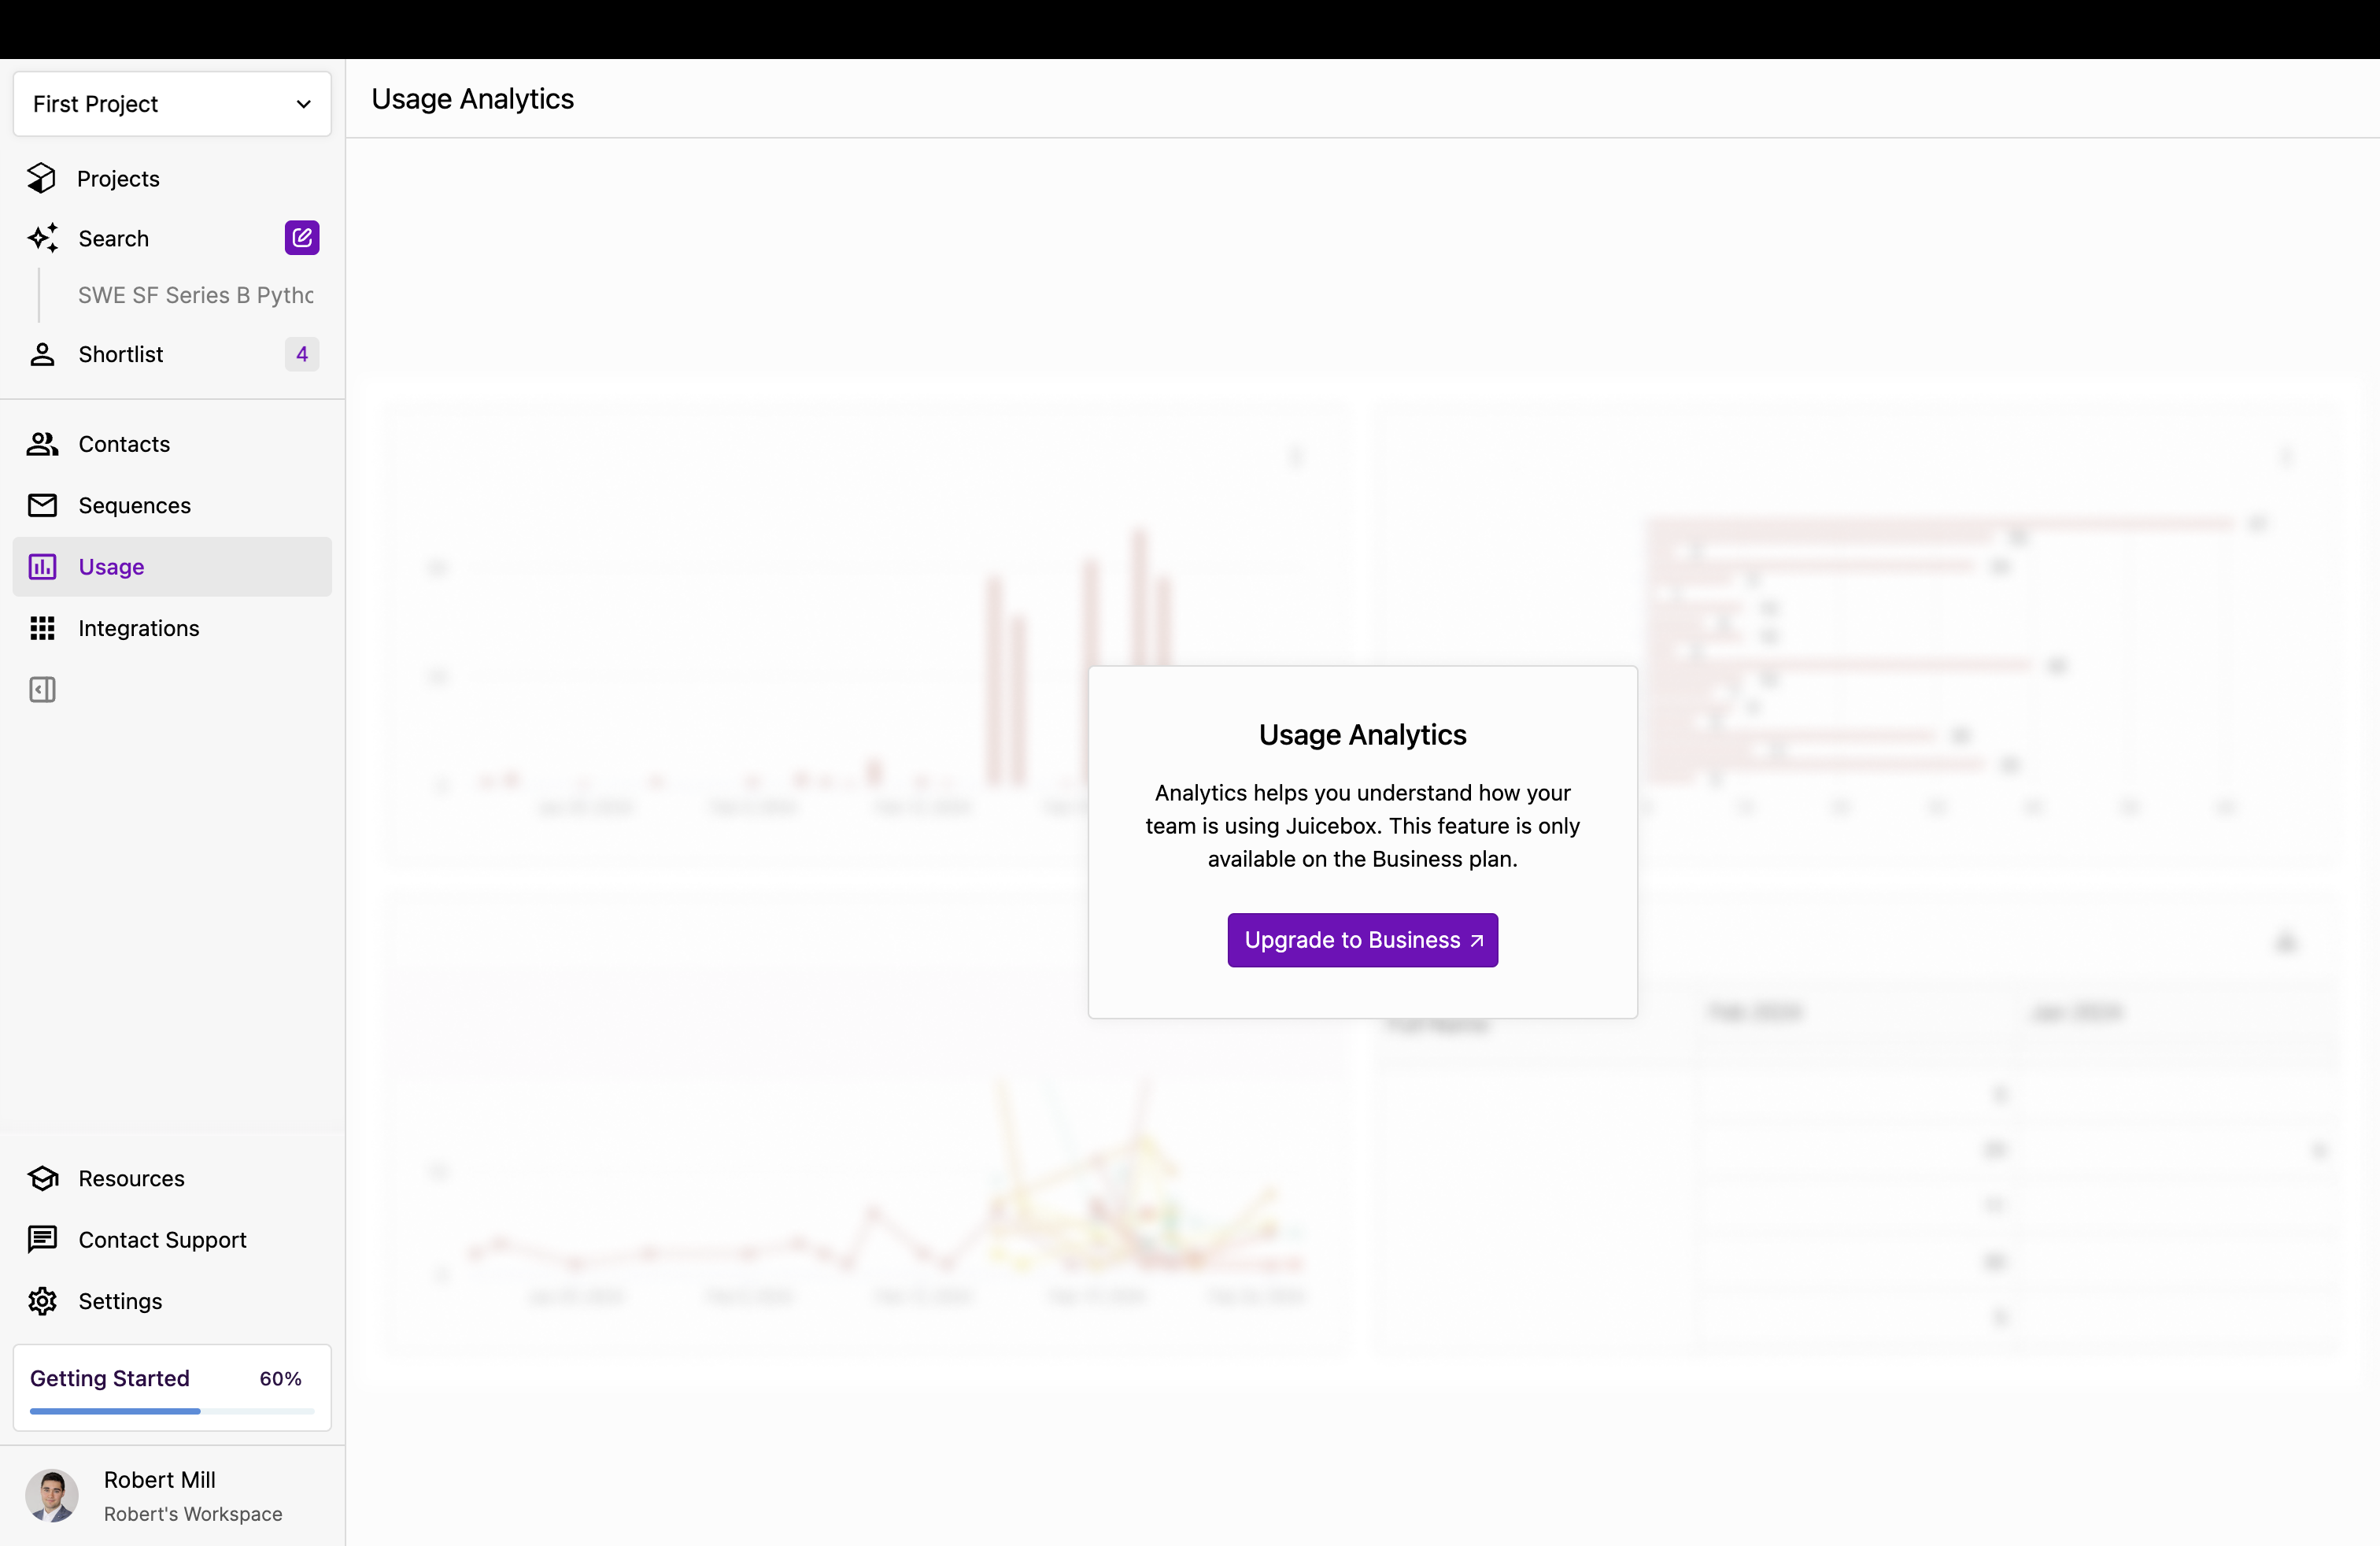 First Project
Usage Analytics
Projects
Search
SWE SF Series B Pytho
Shortlist
4
Contacts
Sequences
Usage
Integrations
Usage Analytics
Analytics helps you understand how your
team is using Juicebox. This feature is only
available on the Business plan.
Upgrade to Business
Resources
Contact Support
Settings
Getting Started
60%
Robert Mill
Robert's Workspace